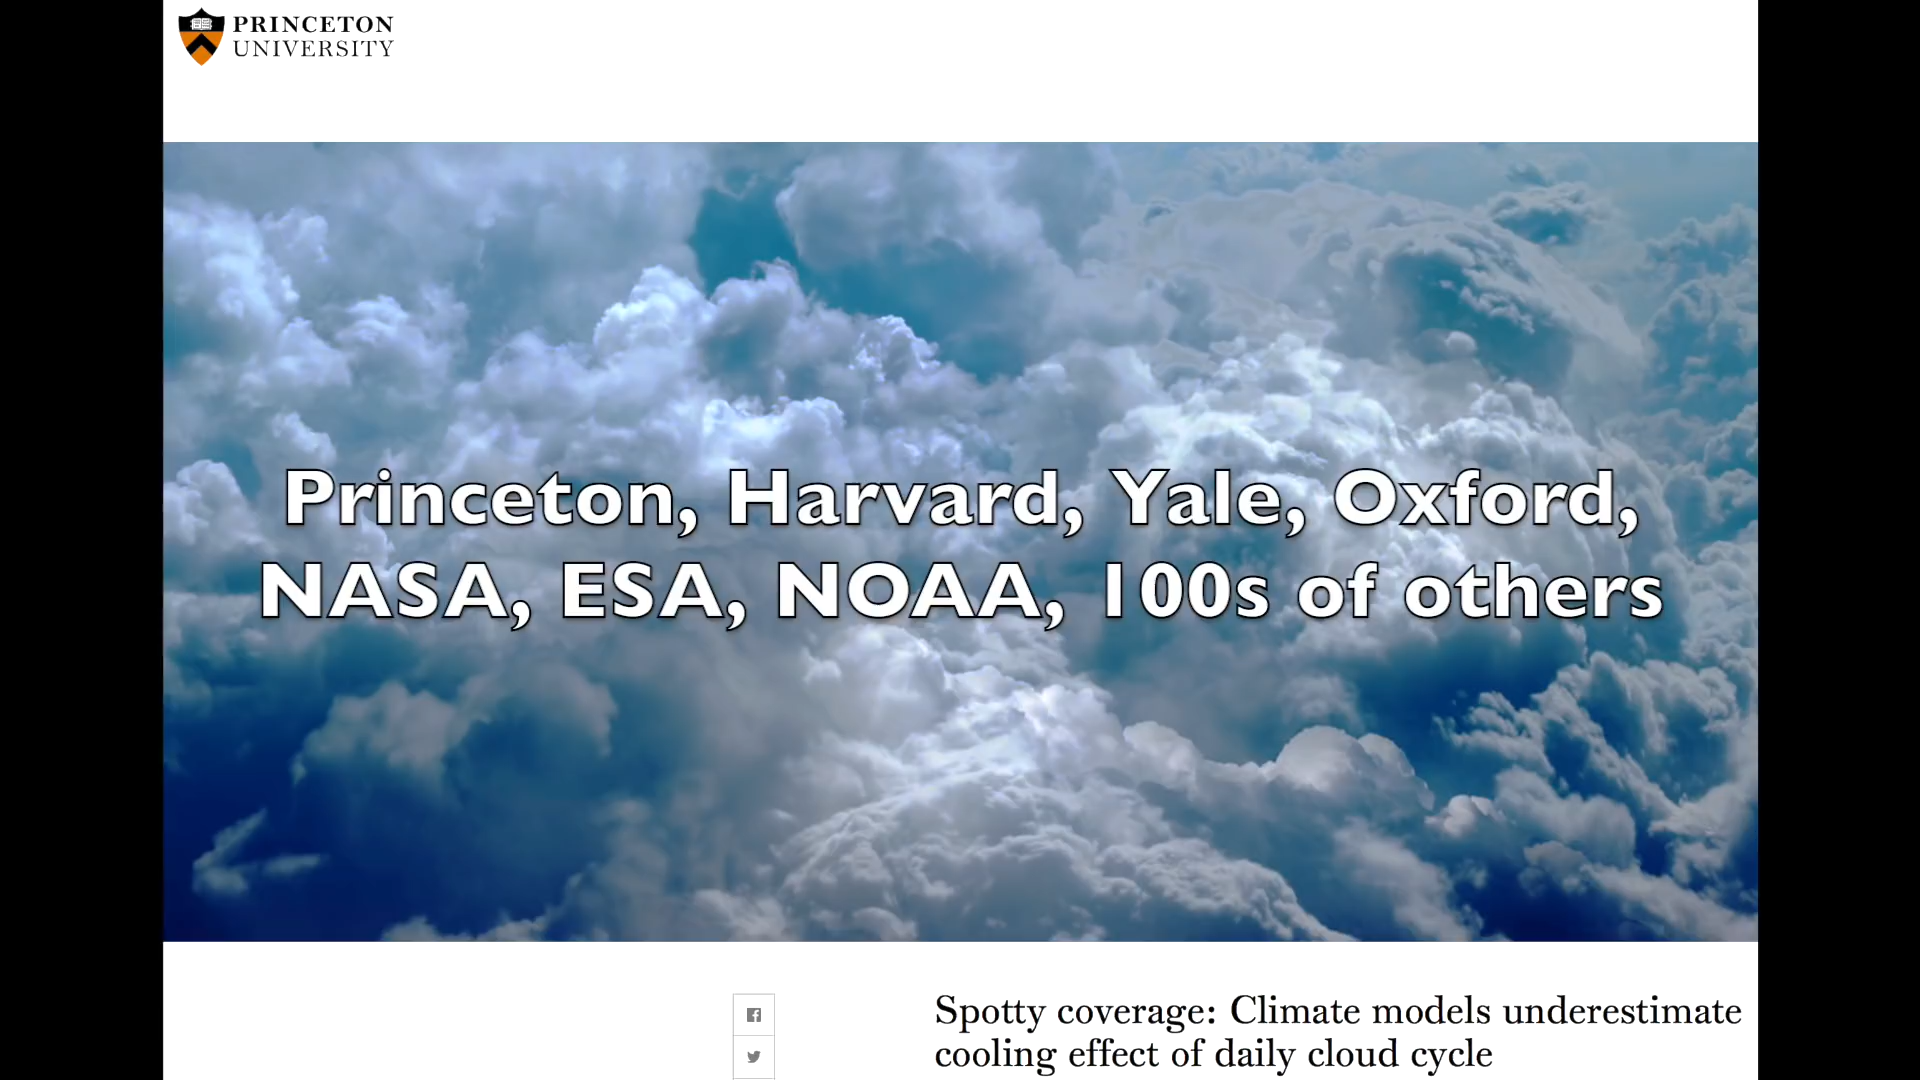 PRINCETON
UNIVERSITY
Princeton, Harvard, Yale, Oxford,
NASA, ESA, NOAA, 100s of others
Spotty coverage: Climate models underestimate
cooling effect of daily cloud cycle